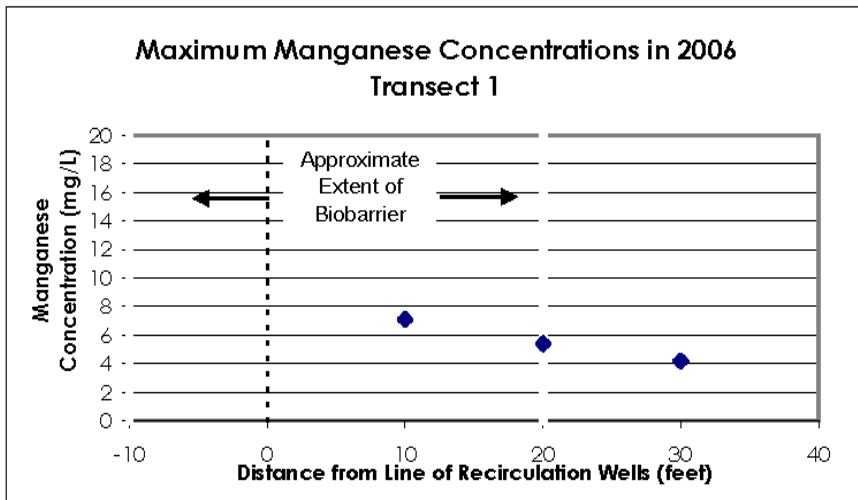 Maximum Manganese Concentrations in 2006
Transect 1
Manganese
Concentration (mg/L)
20
18
16
14
12
10
8
6
4
2
0
Approximate
Extent of
Biobarrier
-10 0 10 20 30 40
Distance from Line of Recirculation Wells (feet)